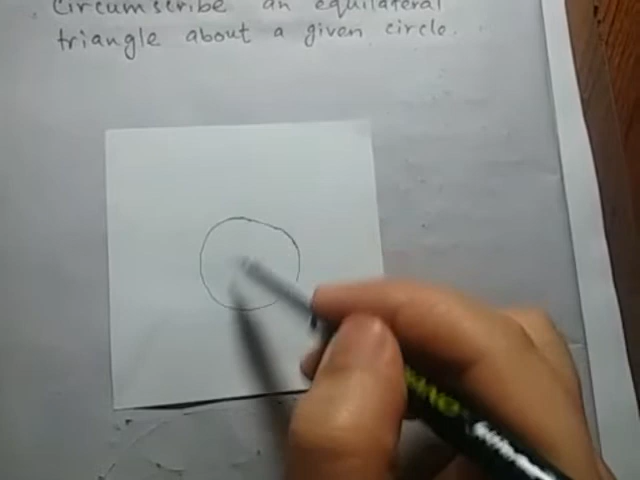 Circumscribe an equilateral
triangle about a given circle.